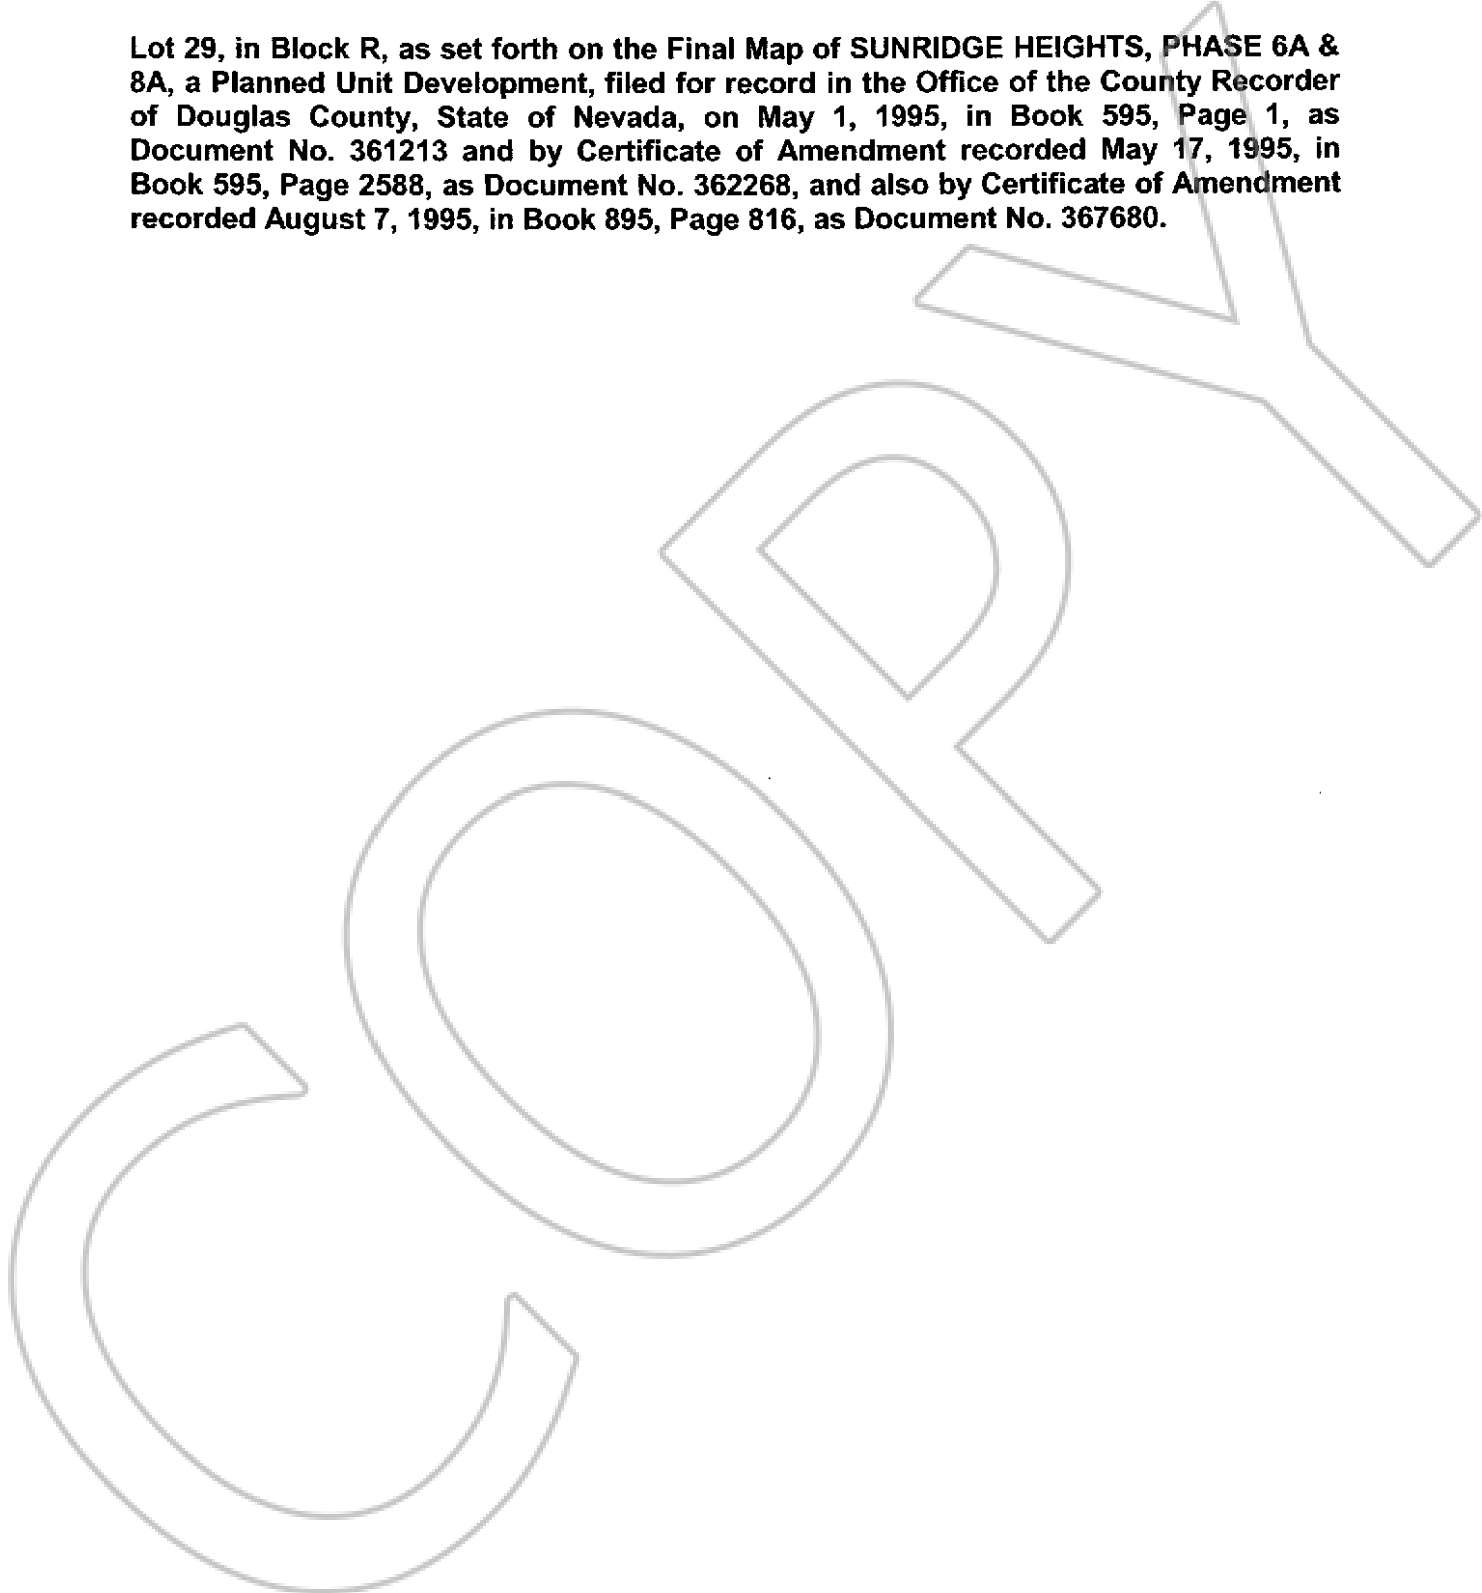 Lot 29, in Block R, as set forth on the Final Map of SUNRIDGE HEIGHTS, PHASE 6A &
8A, a Planned Unit Development, filed for record in the Office of the County Recorder
of Douglas County, State of Nevada, on May 1, 1995, in Book 595, Page 1, as
Document No. 361213 and by Certificate of Amendment recorded May 17, 1995, in
Book 595, Page 2588, as Document No. 362268, and also by Certificate of Amendment
recorded August 7, 1995, in Book 895, Page 816, as Document No. 367680.
COPY